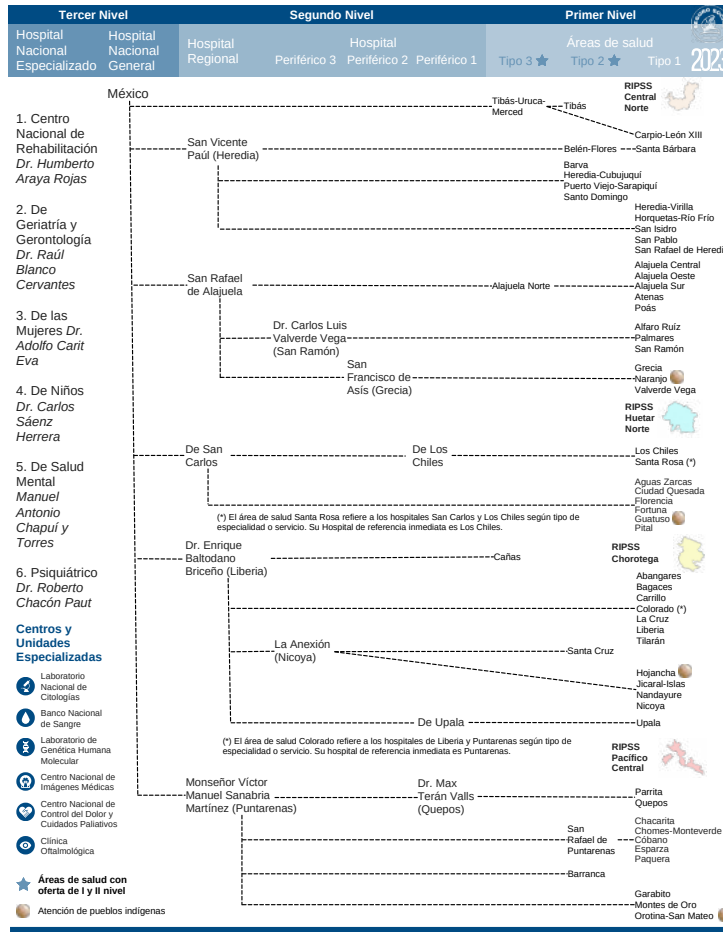 Tercer Nivel
Segundo Nivel
Primer Nivel
Hospital
Nacional
Especializado
Hospital
Nacional
General
Hospital
Regional
Hospital
Periférico 3
Periférico 2
Periférico 1
Áreas de salud
Tipo 3
Tipo 2
Tipo 1
2023
México
1. Centro
Nacional de
Rehabilitación
Dr. Humberto
Araya Rojas
2. De
Geriatría y
Gerontología
Dr. Raúl
Blanco
Cervantes
3. De las
Mujeres Dr.
Adolfo Carit
Eva
4. De Niños
Dr. Carlos
Sáenz
Herrera
5. De Salud
Mental
Manuel
Antonio
Chapuí y
Torres
6. Psiquiátrico
Dr. Roberto
Chacón Paut
Centros y
Unidades
Especializadas
Laboratorio
Nacional de
Citologías
Banco Nacional
de Sangre
Laboratorio de
Genética Humana
Molecular
Centro Nacional de
Imágenes Médicas
Centro Nacional de
Control del Dolor y
Cuidados Paliativos
Clínica
Oftalmológica
Áreas de salud con
oferta de I y II nivel
Atención de pueblos indígenas
RIPSS
Central
Norte
Tibás-Uruca-
Merced
Tibás
Carpio-León XIII
San Vicente
Paúl (Heredia)
Belén-Flores
Santa Bárbara
Barva
Heredia-Cubujuquí
Puerto Viejo-Sarapiquí
Santo Domingo
Heredia-Virilla
Horquetas-Río Frío
San Isidro
San Pablo
San Rafael de Heredi
San Rafael
de Alajuela
Alajuela Norte
Alajuela Central
Alajuela Oeste
Alajuela Sur
Atenas
Poás
Dr. Carlos Luis
Valverde Vega
(San Ramón)
Alfaro Ruíz
Palmares
San Ramón
San
Francisco de
Asís (Grecia)
Grecia
Naranjo
Valverde Vega
RIPSS
Huetar
Norte
De San
Carlos
De Los
Chiles
Los Chiles
Santa Rosa (*)
Aguas Zarcas
Ciudad Quesada
Florencia
Fortuna
Guatuso
Pital
(*) El área de salud Santa Rosa refiere a los hospitales San Carlos y Los Chiles según tipo de
especialidad o servicio. Su Hospital de referencia inmediata es Los Chiles.
RIPSS
Chorotega
Dr. Enrique
Baltodano
Briceño (Liberia)
Cañas
Abangares
Bagaces
Carrillo
Colorado (*)
La Cruz
Liberia
Tilarán
La Anexión
(Nicoya)
Santa Cruz
Hojancha
Jicaral-Islas
Nandayure
Nicoya
De Upala
Upala
(*) El área de salud Colorado refiere a los hospitales de Liberia y Puntarenas según tipo de
especialidad o servicio. Su hospital de referencia inmediata es Puntarenas.
RIPSS
Pacífico
Central
Monseñor Víctor
Manuel Sanabria
Martínez (Puntarenas)
Dr. Max
Terán Valls
(Quepos)
Parrita
Quepos
San
Rafael de
Puntarenas
Chacarita
Chomes-Monteverde
Cóbano
Esparza
Paquera
Barranca
Garabito
Montes de Oro
Orotina-San Mateo